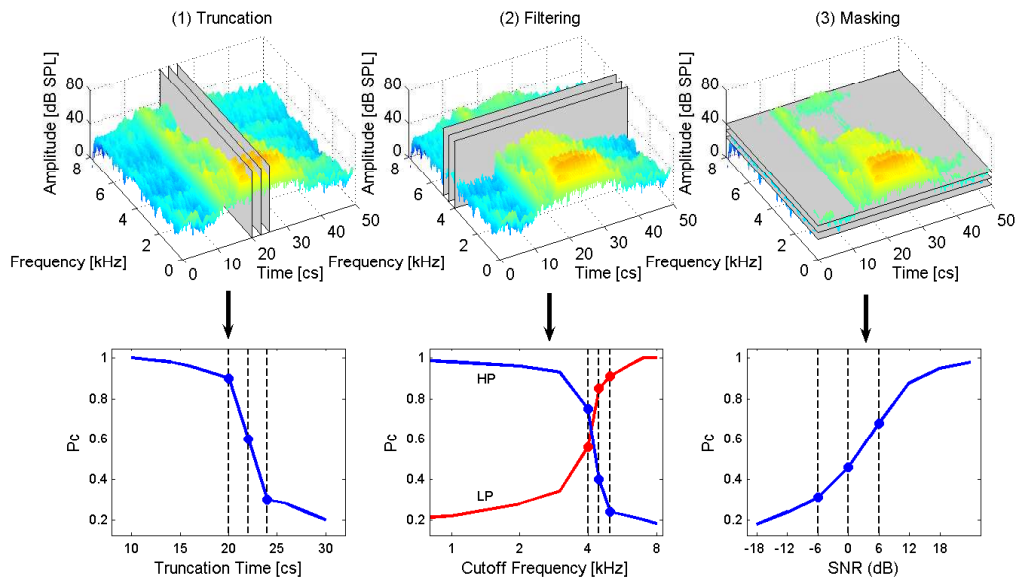 (1) Truncation
(2) Filtering
(3) Masking
Amplitude [dB SPL]
80
40
0
8
6
4
2
0
Frequency [kHz]
0
10
20
30
40
50
Time [cs]
Amplitude [dB SPL]
80
40
0
8
6
4
2
0
Frequency [kHz]
0
10
20
30
40
50
Time [cs]
Amplitude [dB SPL]
80
40
0
8
6
4
2
0
Frequency [kHz]
0
10
20
30
40
50
Time [cs]
Pc
1
0.8
0.6
0.4
0.2
10 15 20 25 30
Truncation Time [cs]
Pc
1
0.8
0.6
0.4
0.2
HP
LP
1 2 4 8
Cutoff Frequency [kHz]
Pc
1
0.8
0.6
0.4
0.2
-18 -12 -6 0 6 12 18
SNR (dB)